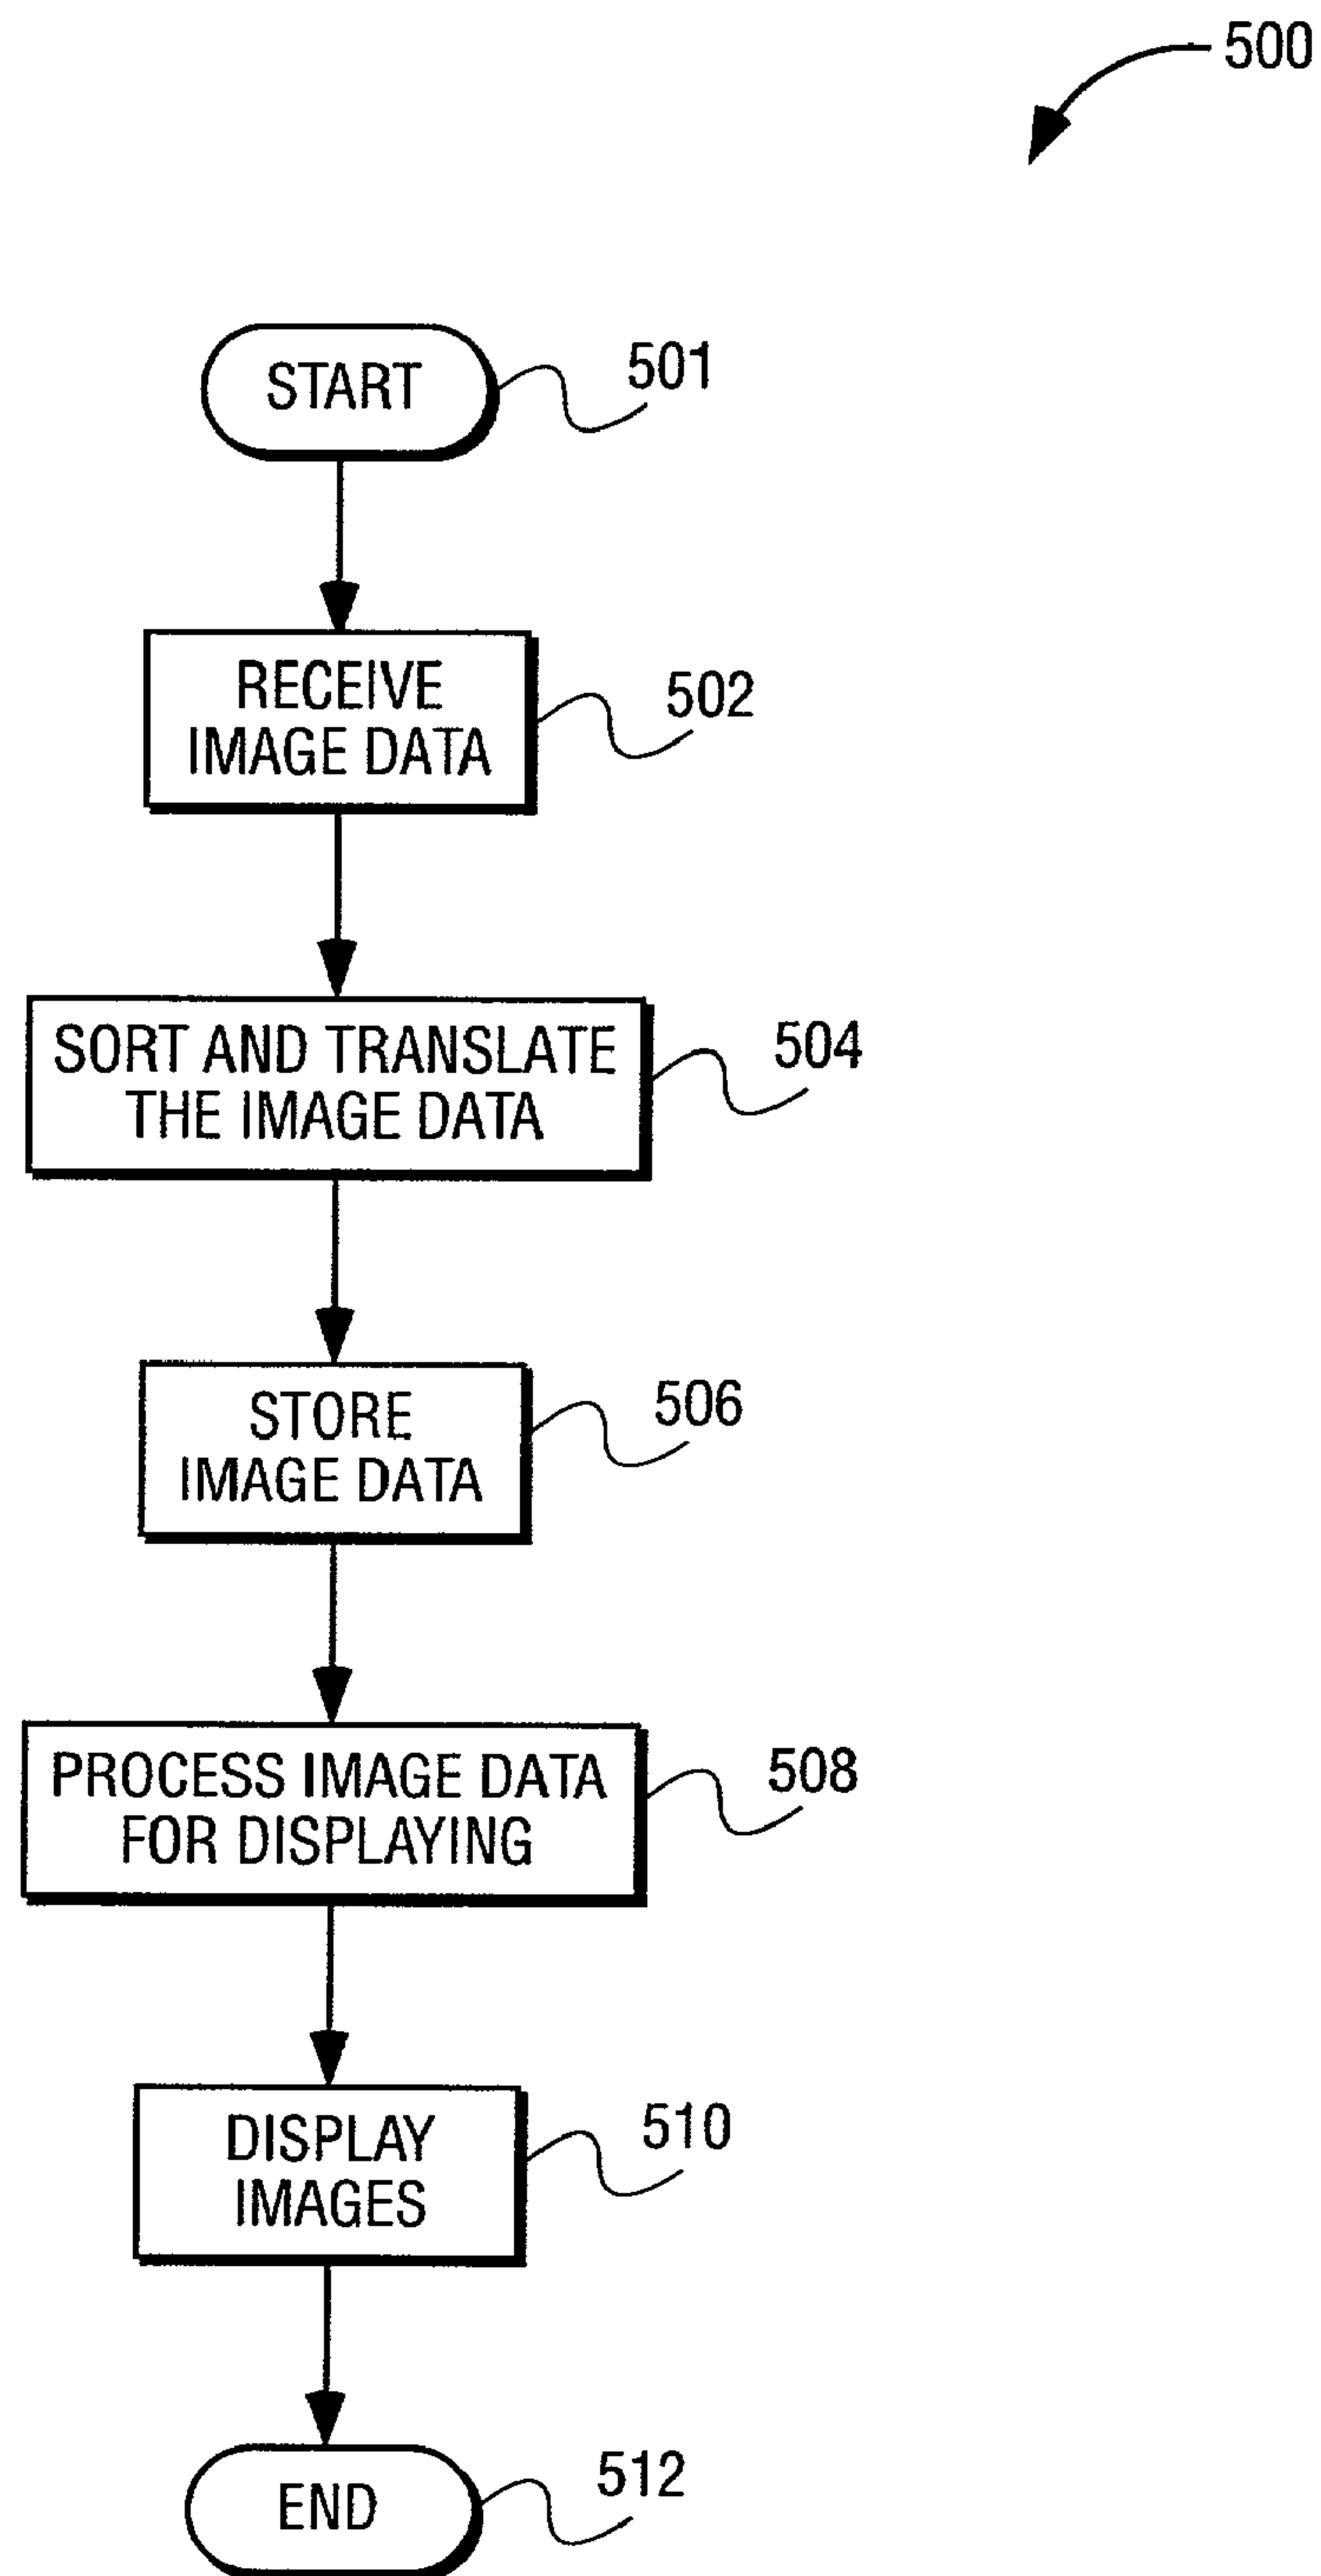 500
START
501
RECEIVE
IMAGE DATA
502
SORT AND TRANSLATE
THE IMAGE DATA
504
STORE
IMAGE DATA
506
PROCESS IMAGE DATA
FOR DISPLAYING
508
DISPLAY
IMAGES
510
END
512